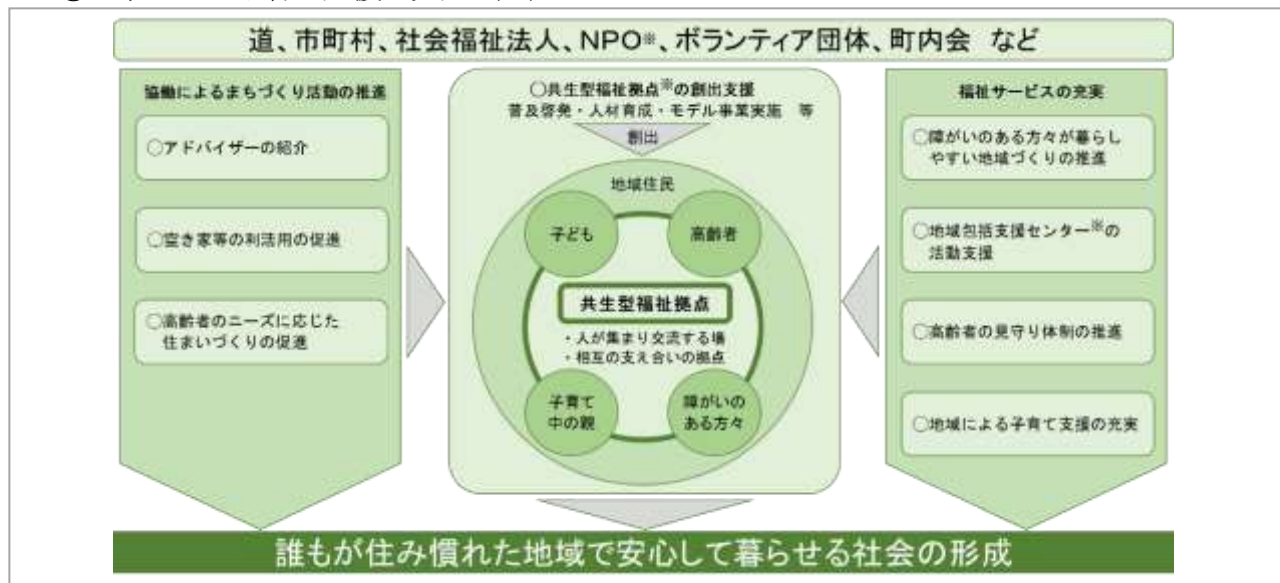 道、市町村、社会福祉法人、NPO※、ボランティア団体、町内会 など
協働によるまちづくり活動の推進
○アドバイザーの紹介
○空き家等の利活用の促進
○高齢者のニーズに応じた
住まいづくりの促進
○共生型福祉拠点※の創出支援
普及啓発・人材育成・モデル事業実施 等
創出
地域住民
子ども
高齢者
共生型福祉拠点
・人が集まり交流する場
・相互の支え合いの拠点
子育て
中の親
障がいの
ある方々
福祉サービスの充実
○障がいのある方々が暮らし
やすい地域づくりの推進
○地域包括支援センター※の
活動支援
○高齢者の見守り体制の推進
○地域による子育て支援の充実
誰もが住み慣れた地域で安心して暮らせる社会の形成